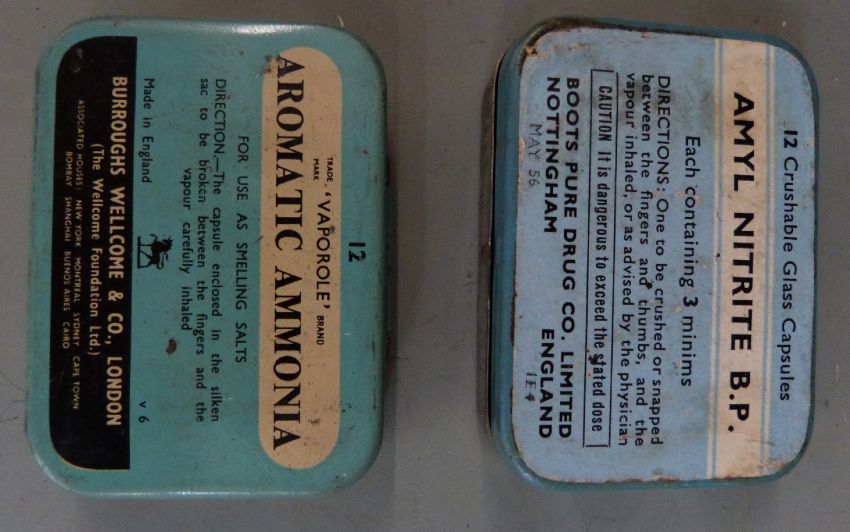 12
TRADE MARK 'VAPOROLE' BRAND
AROMATIC AMMONIA
FOR USE AS SMELLING SALTS
DIRECTION.—The capsule enclosed in the silken
sac to be broken between the fingers and the
vapour carefully inhaled
Made in England
V 6
BURROUGHS WELLCOME & CO., LONDON
(The Wellcome Foundation Ltd.)
ASSOCIATED HOUSES: NEW YORK MONTREAL SYDNEY CAPE TOWN
BOMBAY SHANGHAI BUENOS AIRES CAIRO
12 Crushable Glass Capsules
AMYL NITRITE B.P.
Each containing 3 minims
DIRECTIONS: One to be crushed or snapped
between the fingers and thumbs, and the
vapour inhaled, or as advised by the physician
CAUTION It is dangerous to exceed the stated dose
BOOTS PURE DRUG CO. LIMITED
NOTTINGHAM ENGLAND
MAY 56 1E4